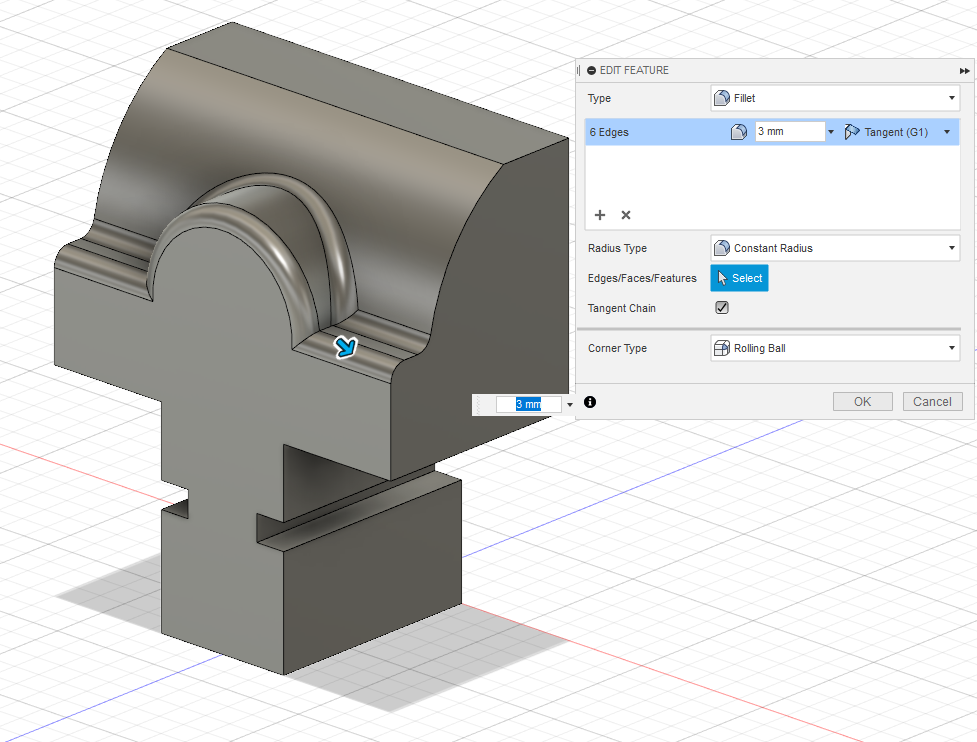 EDIT FEATURE
Type Fillet
6 Edges 3 mm Tangent (G1)
Radius Type Constant Radius
Edges/Faces/Features Select
Tangent Chain
Corner Type Rolling Ball
OK Cancel
3 mm